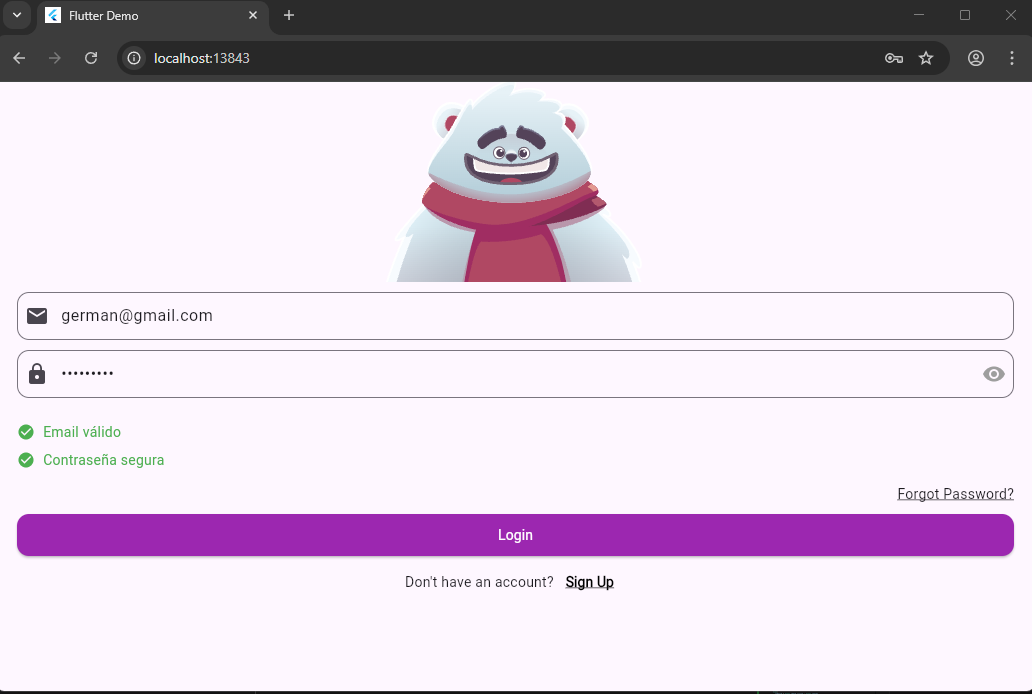 Flutter Demo
localhost:13843
german@gmail.com
•••••••••
Email válido
Contraseña segura
Forgot Password?
Login
Don't have an account? Sign Up